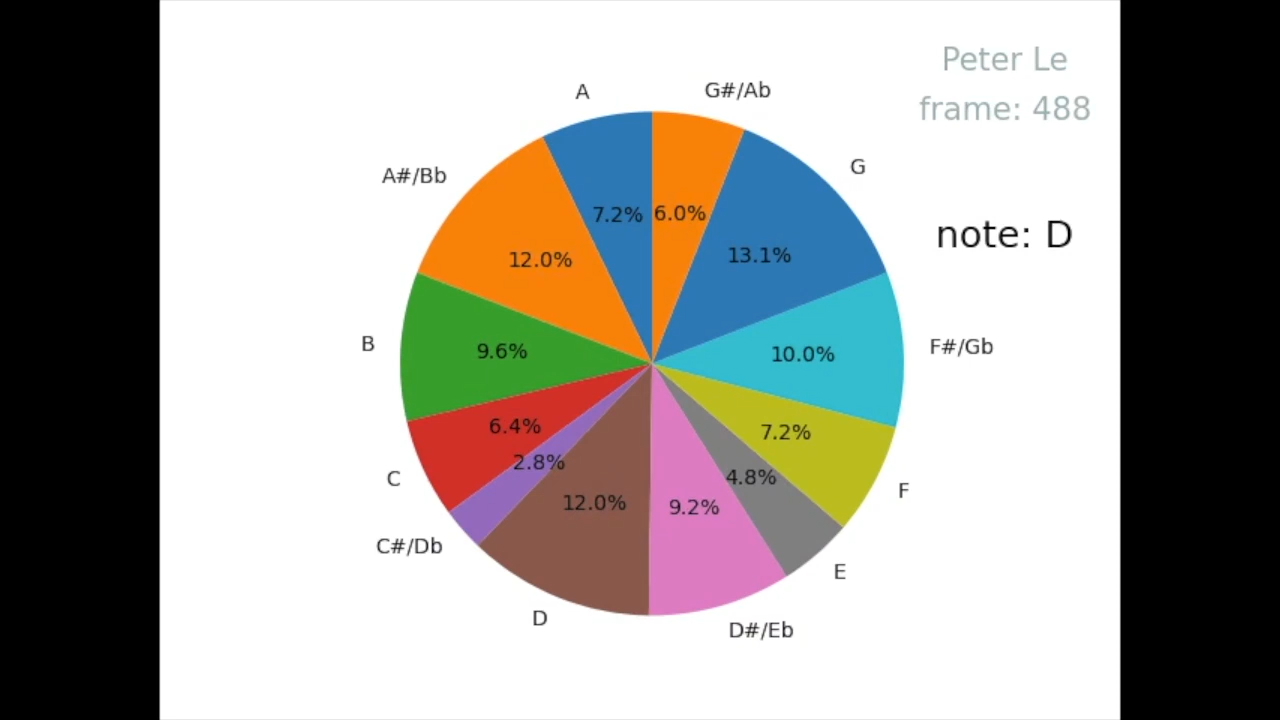 Peter Le
frame: 488
note: D
A
G#/Ab
A#/Bb
G
7.2%
6.0%
12.0%
13.1%
B
9.6%
10.0%
F#/Gb
6.4%
7.2%
2.8%
4.8%
C
F
12.0%
9.2%
C#/Db
E
D
D#/Eb